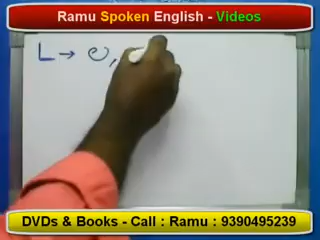 Ramu Spoken English - Videos
L → ల,
DVDs & Books - Call : Ramu : 9390495239